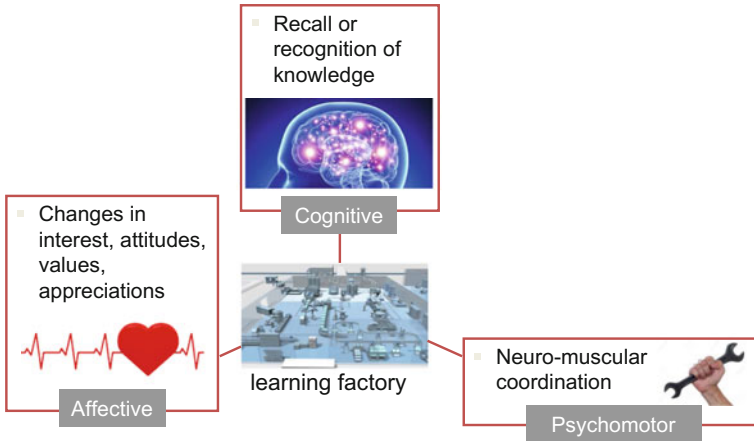 Recall or
recognition of
knowledge
Cognitive
Changes in
interest, attitudes,
values,
appreciations
Affective
learning factory
Neuro-muscular
coordination
Psychomotor